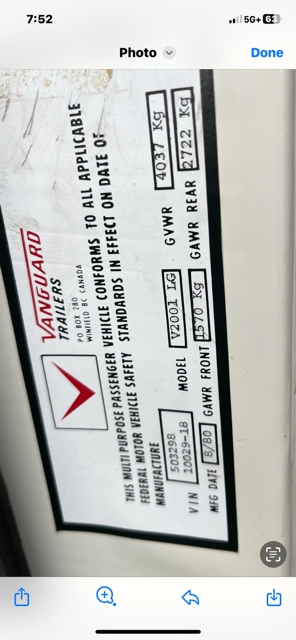 7:52
5G+ 63
Photo
Done
VANGUARD
TRAILERS
PO BOX 280
WINFIELD BC CANADA
THIS MULTI PURPOSE PASSENGER VEHICLE CONFORMS TO ALL APPLICABLE
FEDERAL MOTOR VEHICLE SAFETY STANDARDS IN EFFECT ON DATE OF
MANUFACTURE
VIN 503298
10029-18
MODEL V2001 LG
GVWR 4037 Kg
MFG DATE 8/80 GAWR FRONT 1570 Kg GAWR REAR 2722 Kg